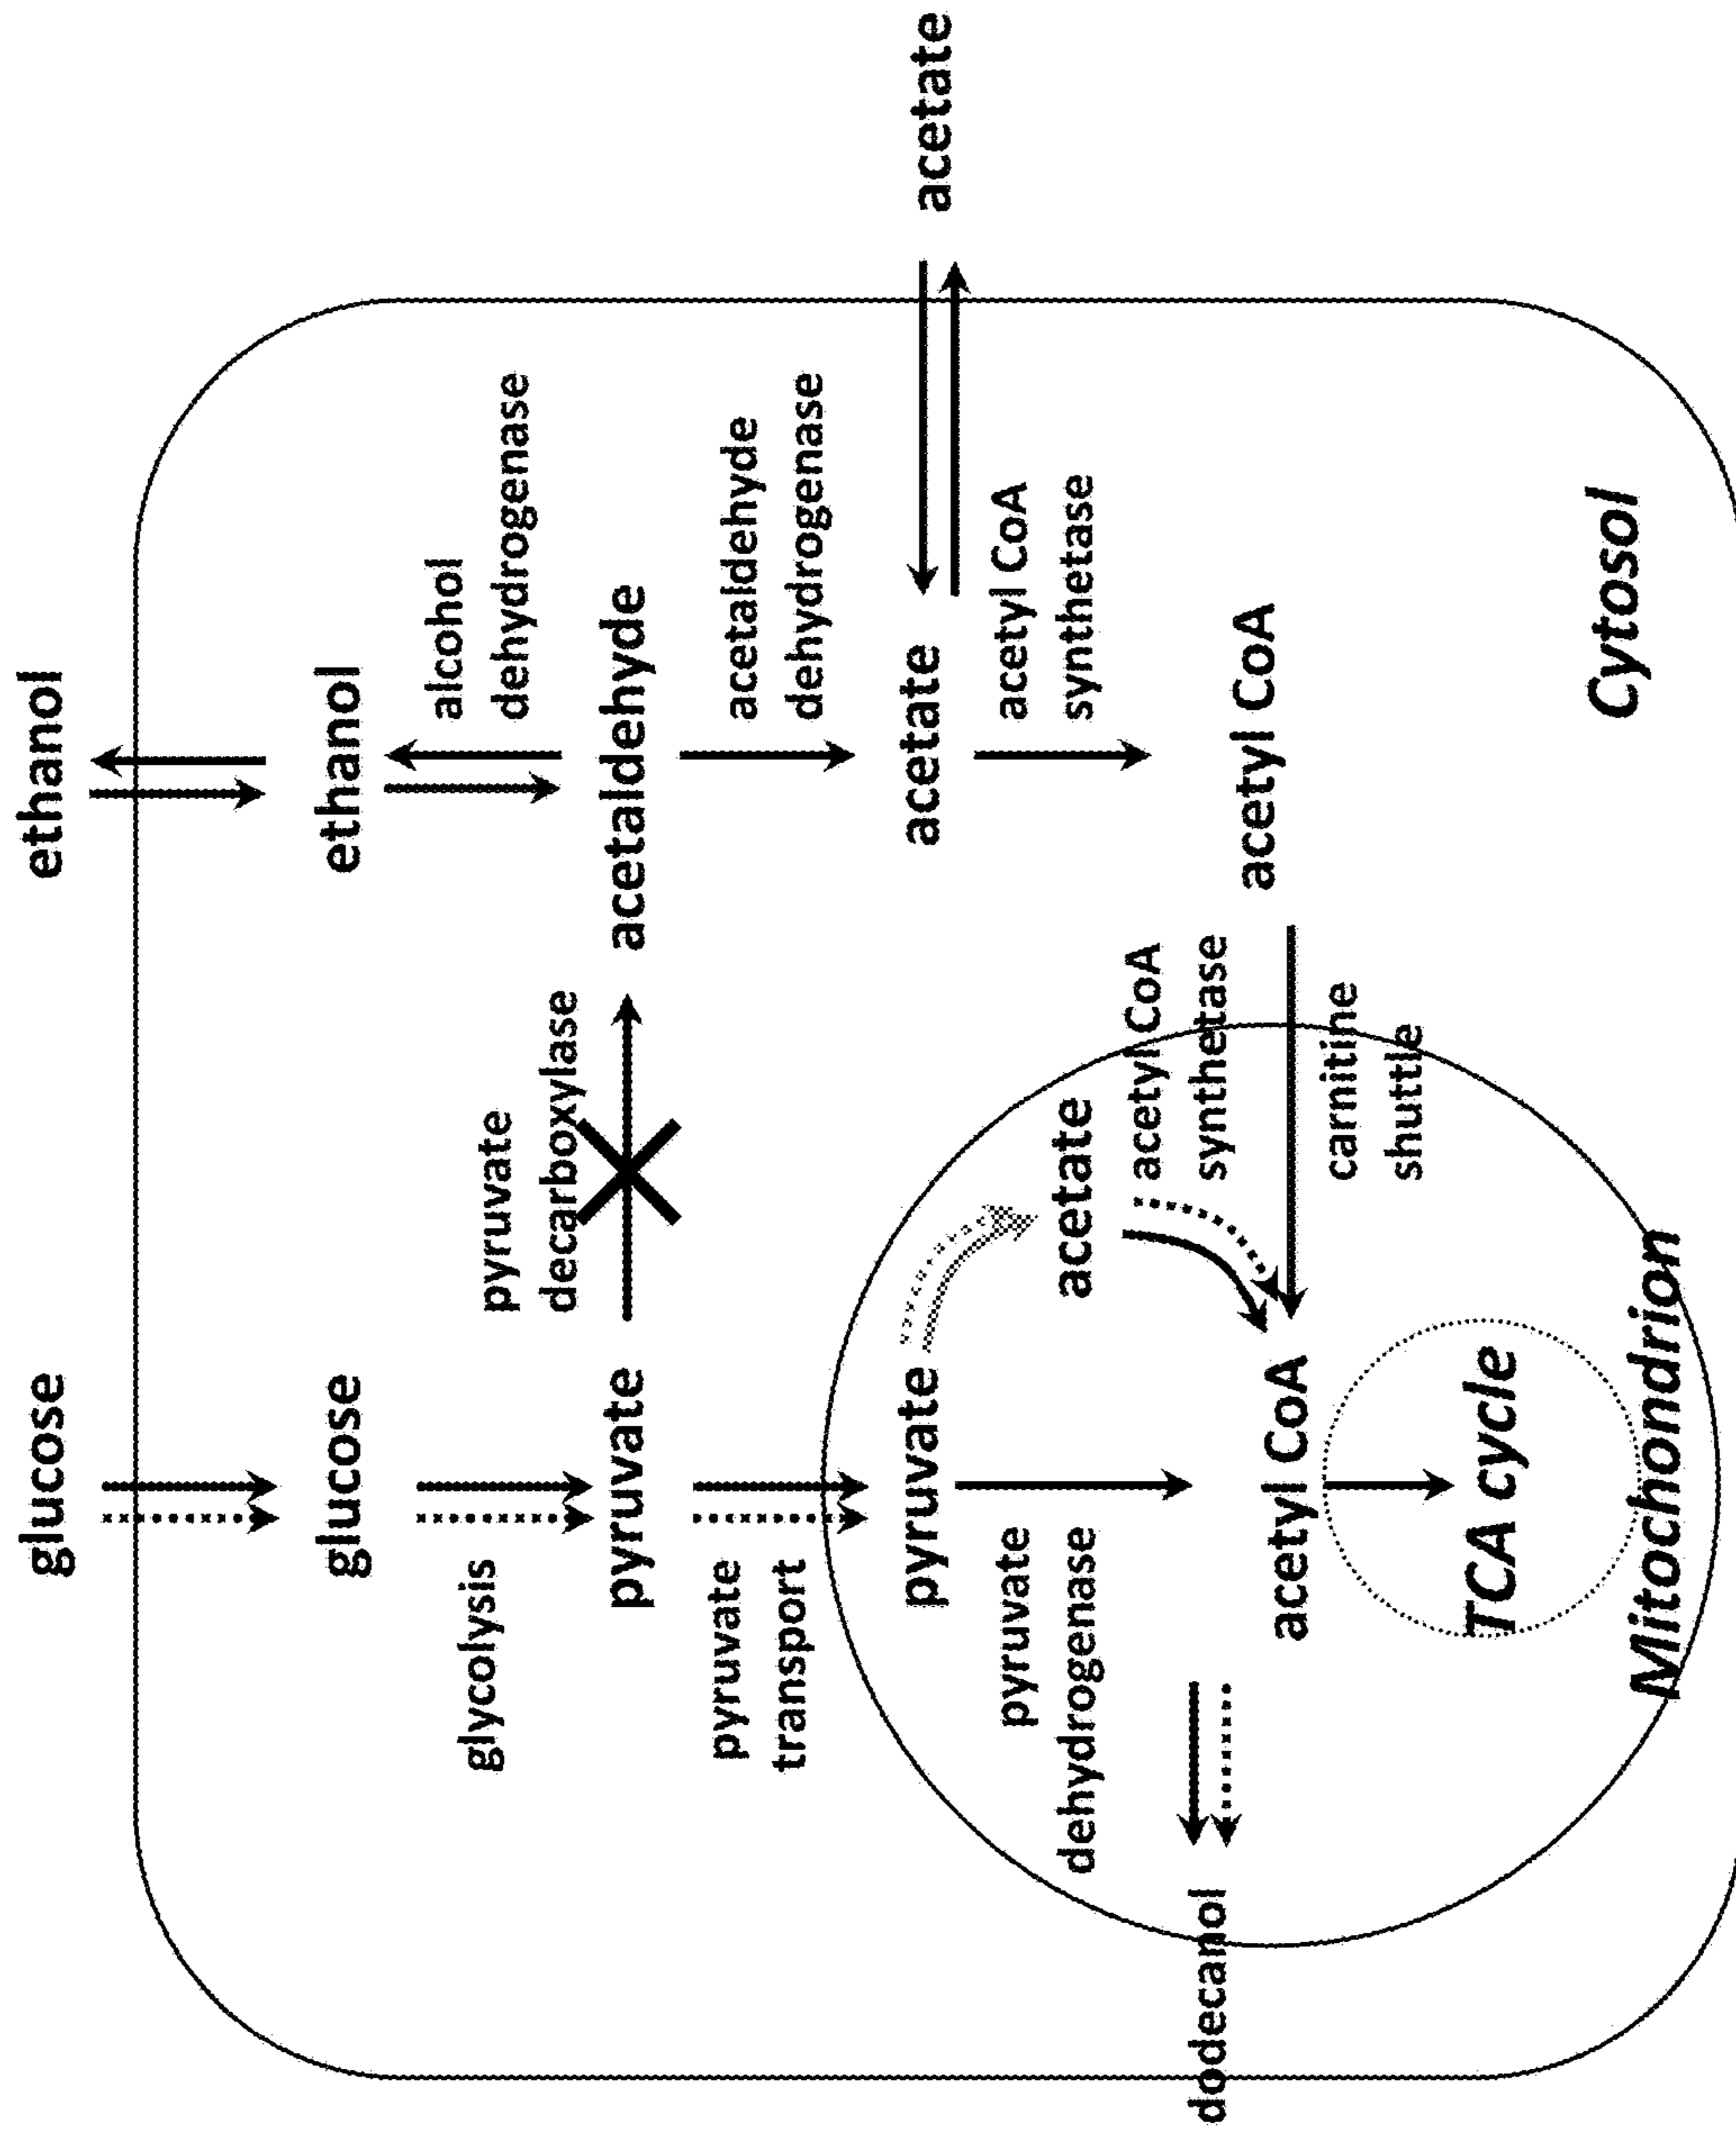 glucose
ethanol
glucose
ethanol
glycolysis
pyruvate
decarboxylase
alcohol
dehydrogenase
pyruvate
acetaldehyde
pyruvate
transport
acetaldehyde
dehydrogenase
pyruvate
acetate
acetate
pyruvate
dehydrogenase
acetate
acetyl CoA
synthetase
acetyl CoA
synthetase
dodecanol
acetyl CoA
acetyl CoA
carnitine
shuttle
TCA cycle
Mitochondrion
Cytosol